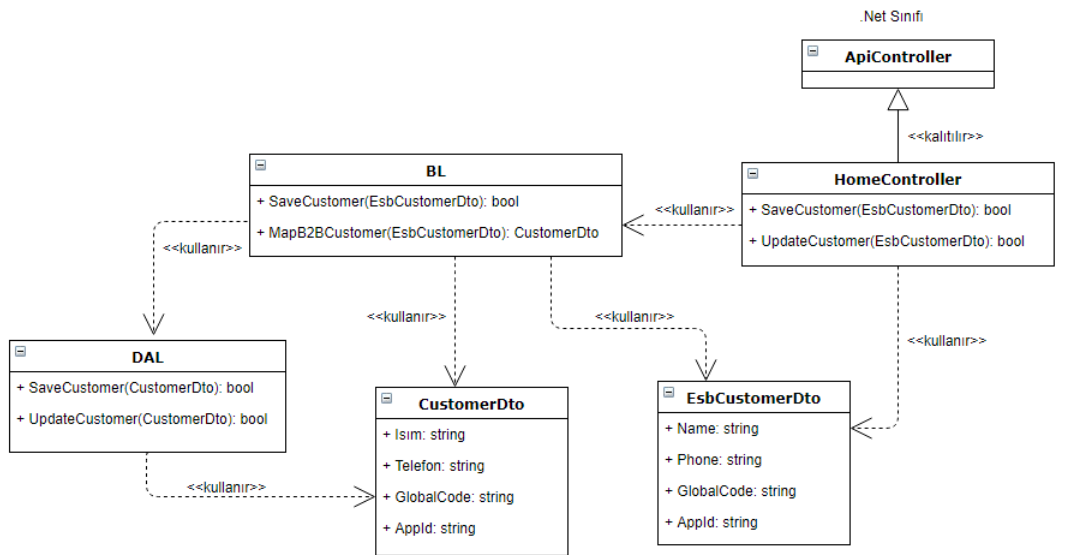 .Net Sınıfı
ApiController
<<kalıtılır>>
BL
+ SaveCustomer(EsbCustomerDto): bool
+ MapB2BCustomer(EsbCustomerDto): CustomerDto
<<kullanır>>
HomeController
+ SaveCustomer(EsbCustomerDto): bool
+ UpdateCustomer(EsbCustomerDto): bool
<<kullanır>>
<<kullanır>>
<<kullanır>>
<<kullanır>>
DAL
+ SaveCustomer(CustomerDto): bool
+ UpdateCustomer(CustomerDto): bool
<<kullanır>>
CustomerDto
+ Isım: string
+ Telefon: string
+ GlobalCode: string
+ AppId: string
EsbCustomerDto
+ Name: string
+ Phone: string
+ GlobalCode: string
+ AppId: string